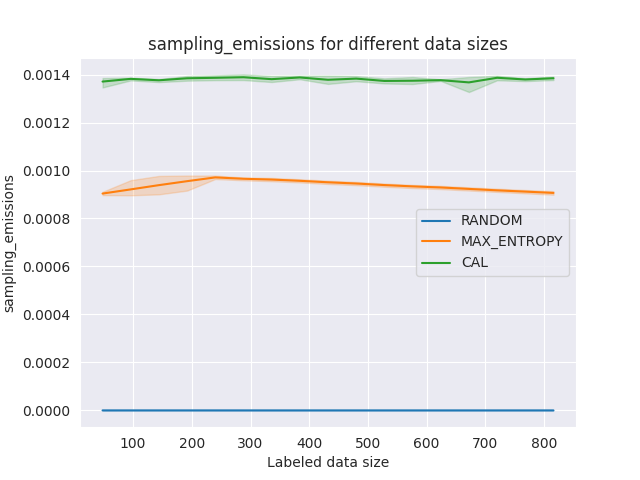 sampling_emissions for different data sizes
sampling_emissions
0.0014
0.0012
0.0010
0.0008
0.0006
0.0004
0.0002
0.0000
RANDOM
MAX_ENTROPY
CAL
100 200 300 400 500 600 700 800
Labeled data size